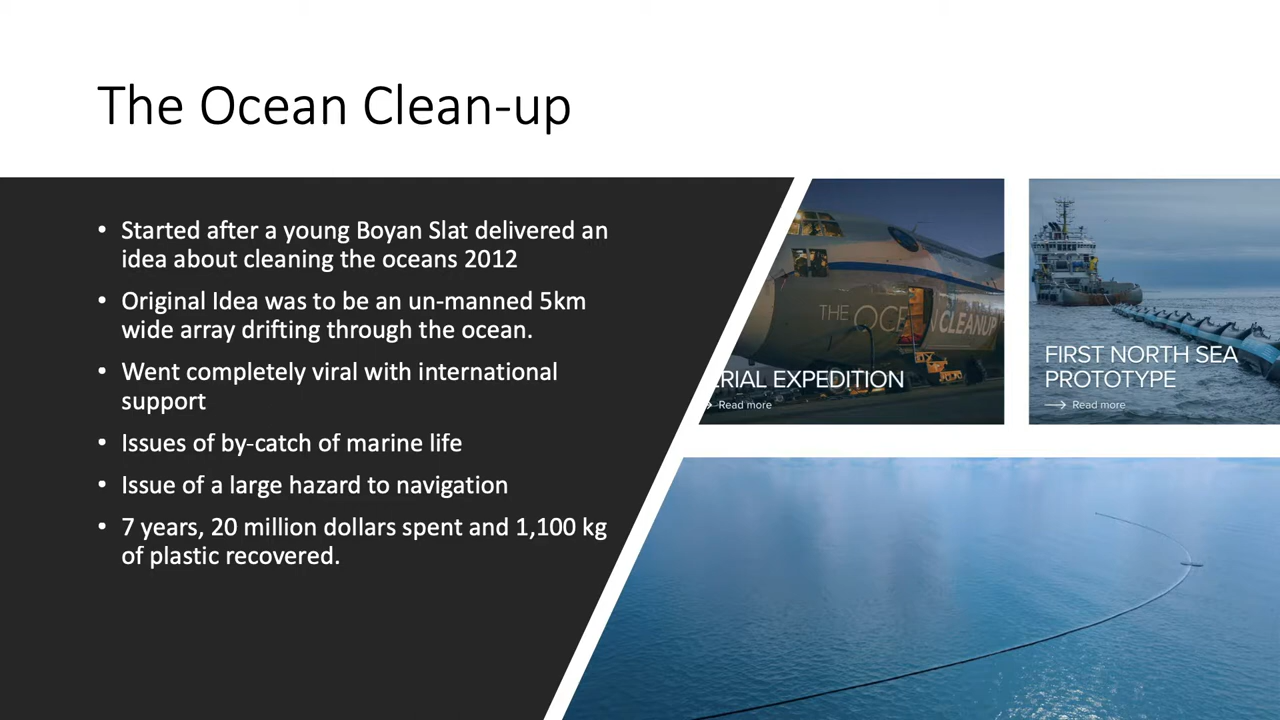 The Ocean Clean-up
• Started after a young Boyan Slat delivered an
idea about cleaning the oceans 2012
• Original Idea was to be an un-manned 5km
wide array drifting through the ocean.
• Went completely viral with international
support
• Issues of by-catch of marine life
• Issue of a large hazard to navigation
• 7 years, 20 million dollars spent and 1,100 kg
of plastic recovered.
THE OCEANCLEANUP
ERIAL EXPEDITION
Read more
FIRST NORTH SEA
PROTOTYPE
Read more